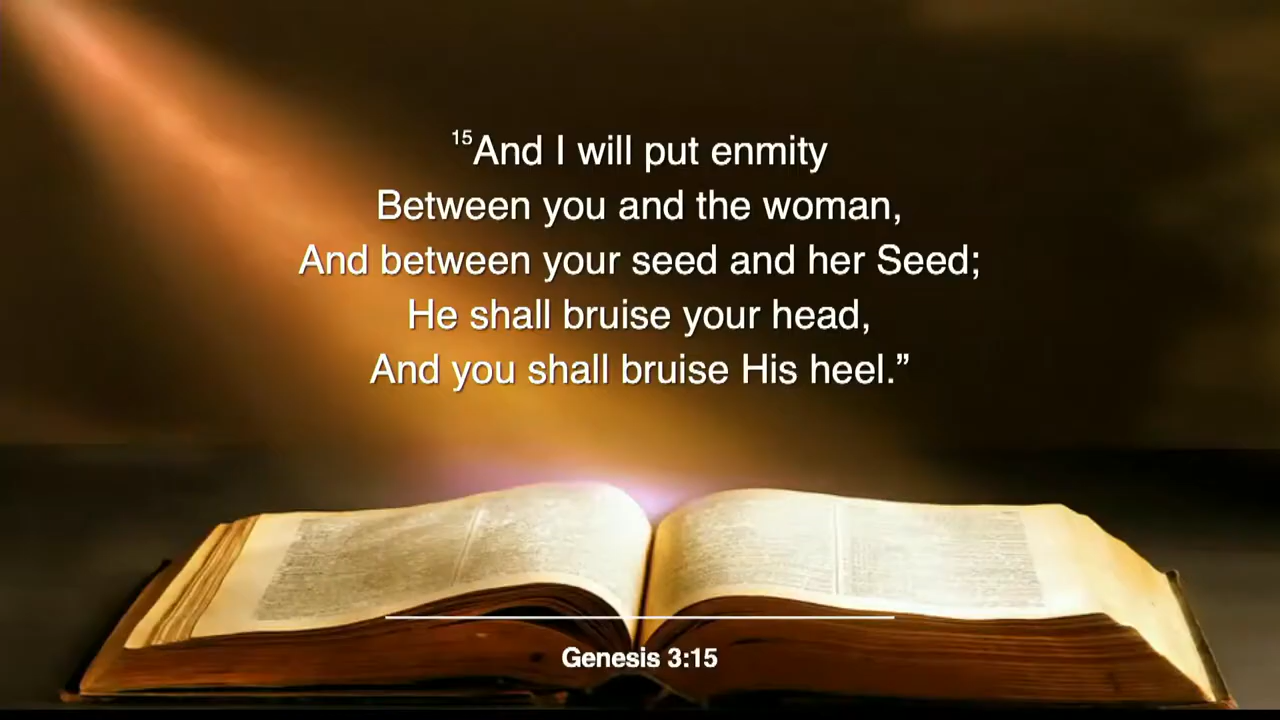 15And I will put enmity
Between you and the woman,
And between your seed and her Seed;
He shall bruise your head,
And you shall bruise His heel.”
Genesis 3:15